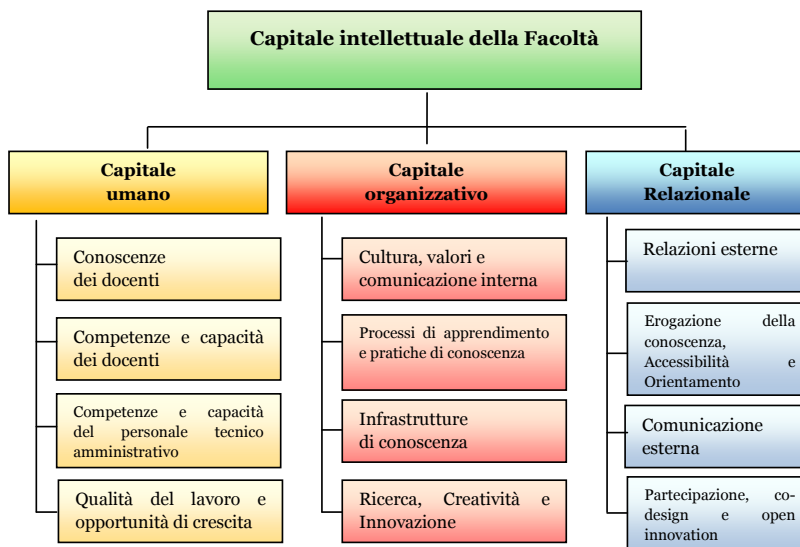 Capitale intellettuale della Facoltà
Capitale
umano
Conoscenze
dei docenti
Competenze e capacità
dei docenti
Competenze e capacità
del personale tecnico
amministrativo
Qualità del lavoro e
opportunità di crescita
Capitale
organizzativo
Cultura, valori e
comunicazione interna
Processi di apprendimento
e pratiche di conoscenza
Infrastrutture
di conoscenza
Ricerca, Creatività e
Innovazione
Capitale
Relazionale
Relazioni esterne
Erogazione della
conoscenza,
Accessibilità e
Orientamento
Comunicazione
esterna
Partecipazione, co-
design e open
innovation